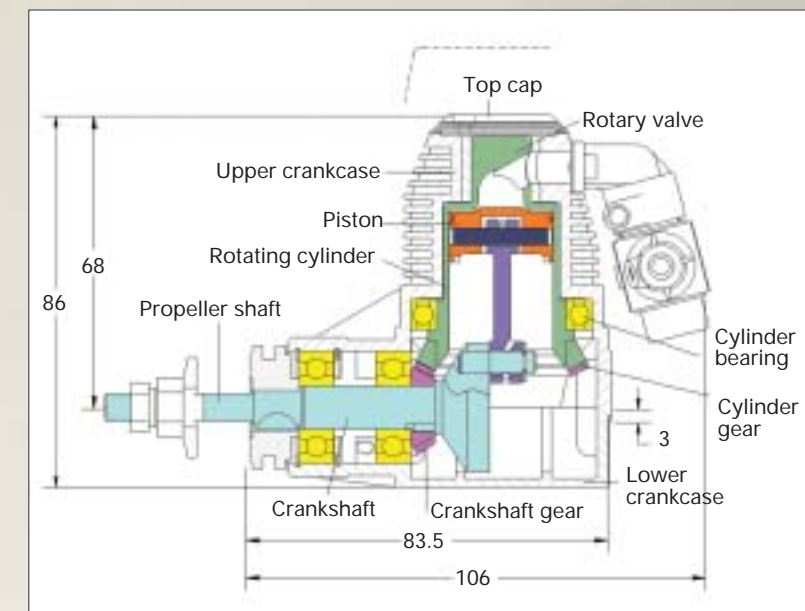 Top cap
Rotary valve
Upper crankcase
Piston
Rotating cylinder
68
86
Propeller shaft
Cylinder
bearing
Cylinder
gear
3
Lower
crankcase
Crankshaft
Crankshaft gear
83.5
106